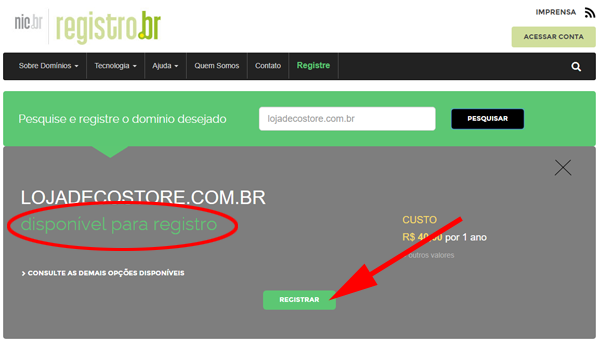 nic.br
registro.br
IMPRENSA
ACESSAR CONTA
Sobre Domínios
Tecnologia
Ajuda
Quem Somos
Contato
Registre
Pesquise e registre o domínio desejado
lojadecostore.com.br
PESQUISAR
LOJADECOSTORE.COM.BR
disponível para registro
CUSTO
R$ 40,00 por 1 ano
outros valores
CONSULTE AS DEMAIS OPÇÕES DISPONÍVEIS
REGISTRAR